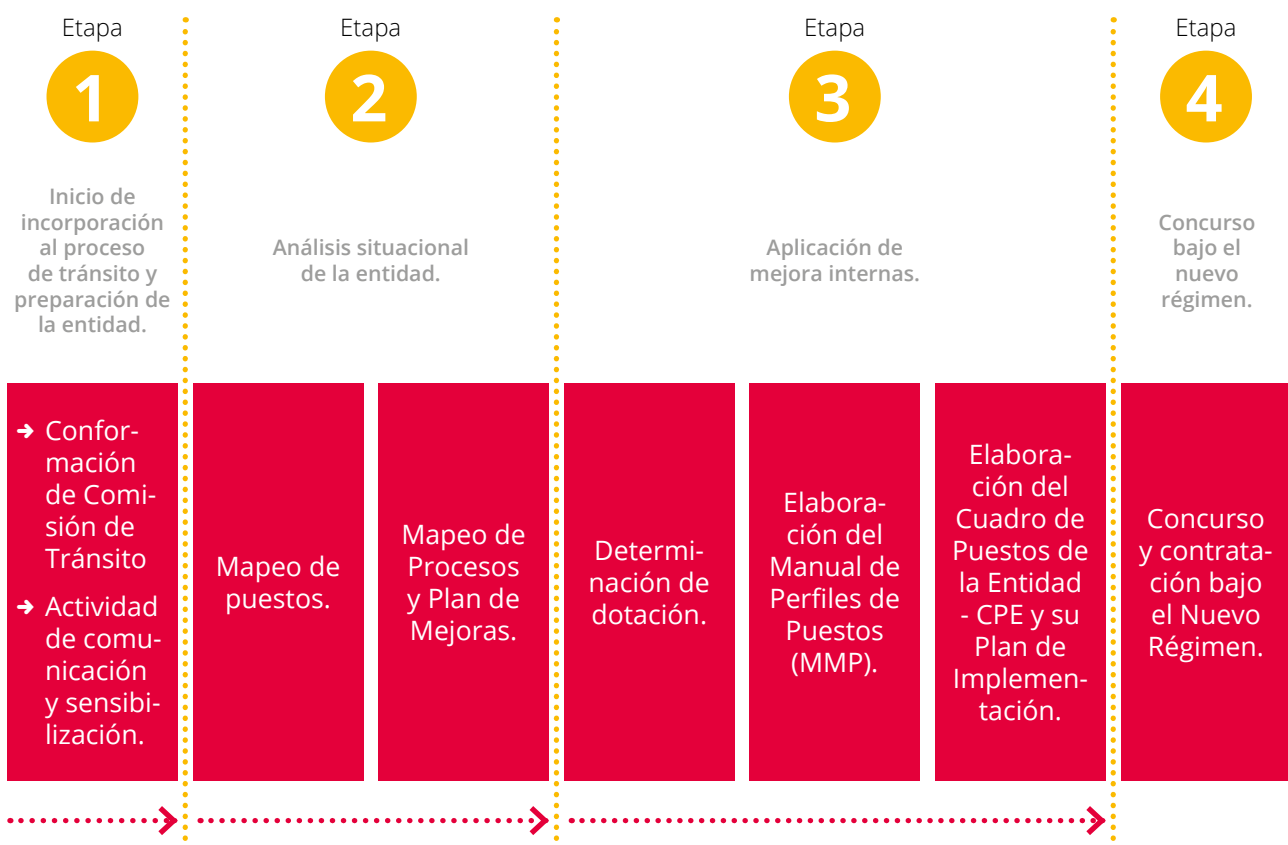 Etapa
1
Inicio de
incorporación
al proceso
de tránsito y
preparación de
la entidad.
➔ Confor-
mación
de Comi-
sión de
Tránsito
➔ Actividad
de comu-
nicación
y sensibi-
lización.
Etapa
2
Análisis situacional
de la entidad.
Mapeo de
puestos.
Mapeo de
Procesos
y Plan de
Mejoras.
Etapa
3
Aplicación de
mejora internas.
Determi-
nación de
dotación.
Elabora-
ción del
Manual de
Perfiles de
Puestos
(MMP).
Elabora-
ción del
Cuadro de
Puestos de
la Entidad
- CPE y su
Plan de
Implemen-
tación.
Etapa
4
Concurso
bajo el
nuevo
régimen.
Concurso
y contrata-
ción bajo
el Nuevo
Régimen.